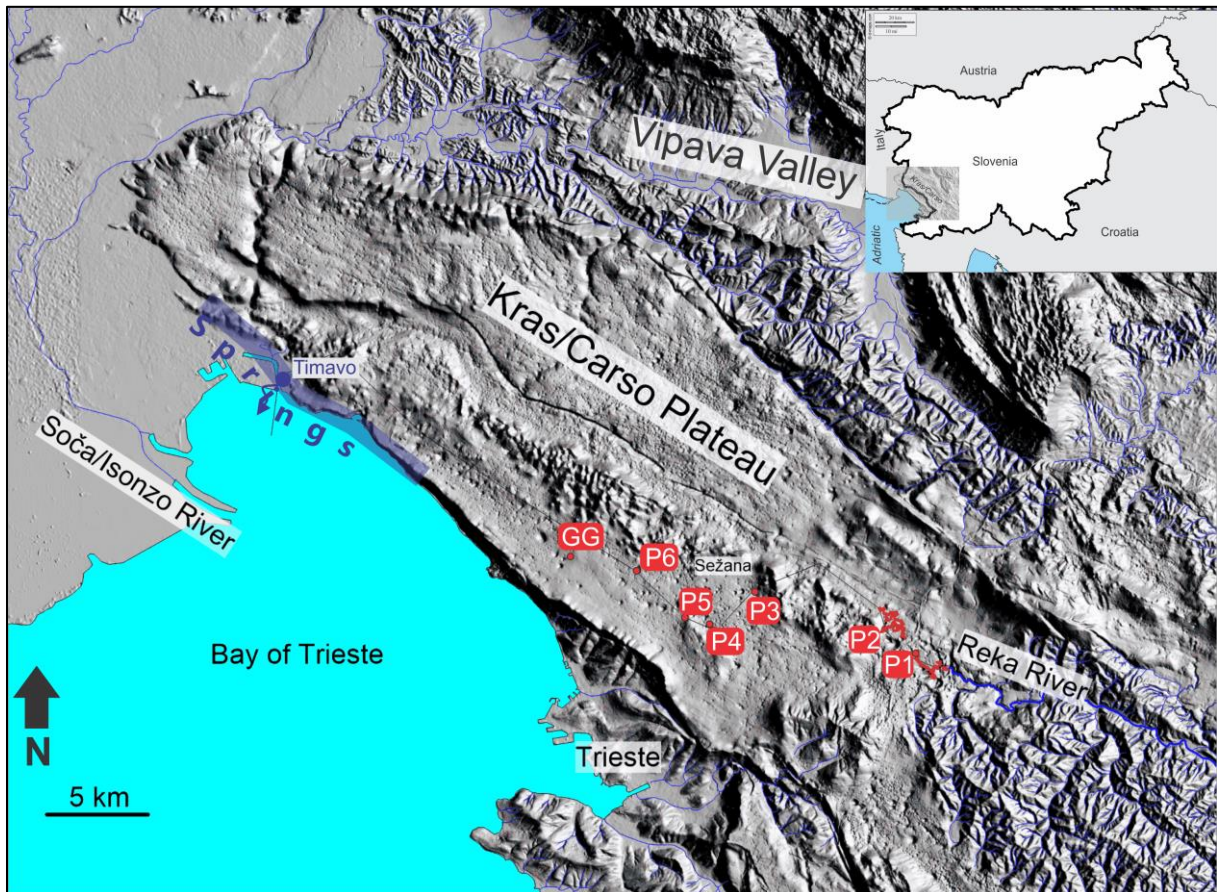 Austria
Italy
Slovenia
Kras/Carso
Croatia
Adriatic
Vipava Valley
Kras/Carso Plateau
Springs
Timavo
Soča/Isonzo River
GG
P6
Sežana
P5
P3
P4
P2
P1
Reka River
Bay of Trieste
N
Trieste
5 km